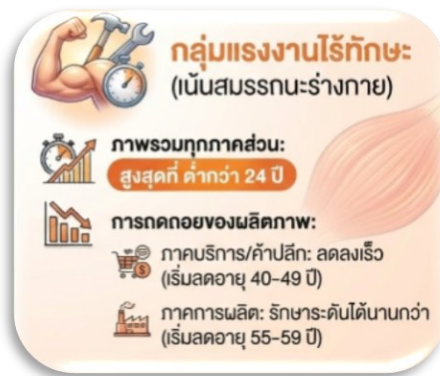 กลุ่มแรงงานไร้ทักษะ
(เน้นสมรรถนะร่างกาย)
ภาพรวมทุกภาคส่วน:
สูงสุดที่ ต่ำกว่า 24 ปี
การถดถอยของผลิตภาพ:
ภาคบริการ/ค้าปลีก: ลดลงเร็ว
(เริ่มลดอายุ 40-49 ปี)
ภาคการผลิต: รักษาระดับได้นานกว่า
(เริ่มลดอายุ 55-59 ปี)